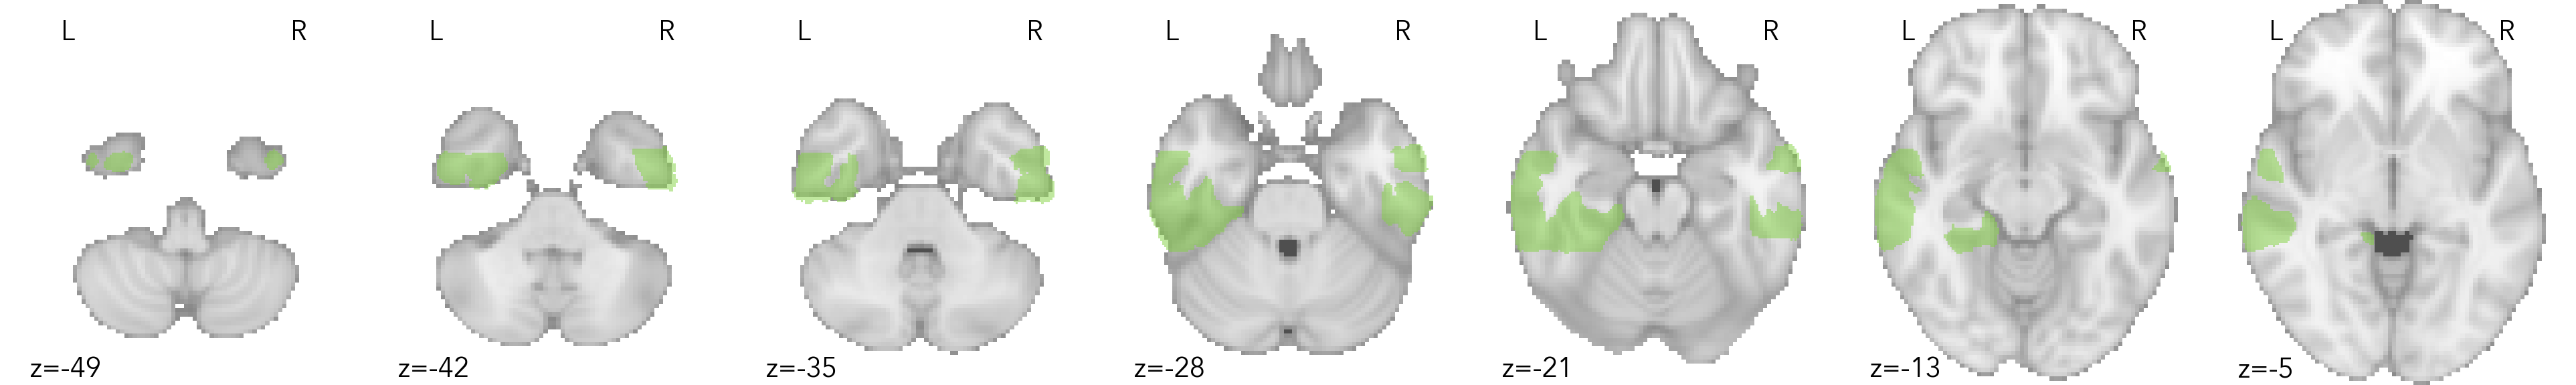 L R L R L R L R L R L R L R
z=-49 z=-42 z=-35 z=-28 z=-21 z=-13 z=-5